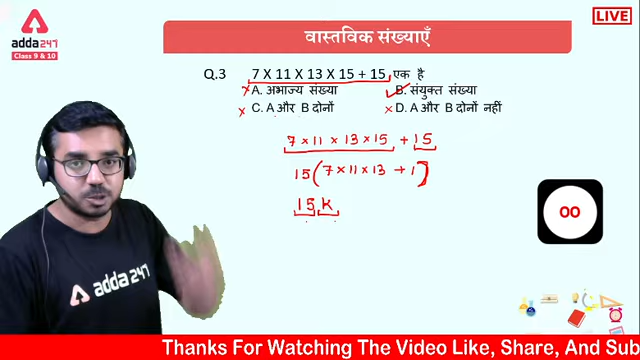 adda247
Class 9 & 10
वास्तविक संख्याएँ
LIVE
Q.3 7 X 11 X 13 X 15 + 15 एक है
A. अभाज्य संख्या B. संयुक्त संख्या
C. A और B दोनों D. A और B दोनों नहीं
7 × 11 × 13 × 15 + 15
15 ( 7 × 11 × 13 + 1 )
15 K
00
adda247
Thanks For Watching The Video Like, Share, And Sub